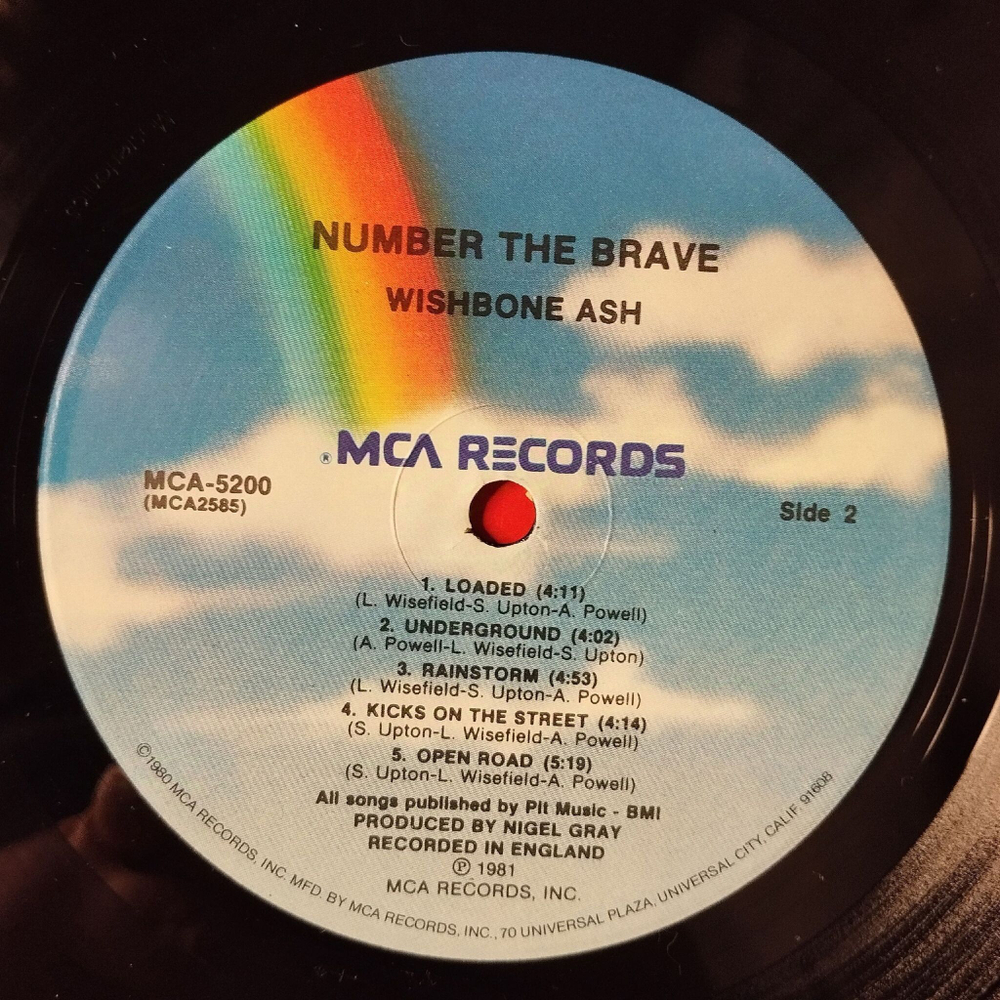 NUMBER THE BRAVE
WISHBONE ASH
® MCA RECORDS
MCA-5200
(MCA2585)
Side 2
1. LOADED (4:11)
(L. Wisefield-S. Upton-A. Powell)
2. UNDERGROUND (4:02)
(A. Powell-L. Wisefield-S. Upton)
3. RAINSTORM (4:53)
(L. Wisefield-S. Upton-A. Powell)
4. KICKS ON THE STREET (4:14)
(S. Upton-L. Wisefield-A. Powell)
5. OPEN ROAD (5:19)
(S. Upton-L. Wisefield-A. Powell)
All songs published by Pit Music - BMI
PRODUCED BY NIGEL GRAY
RECORDED IN ENGLAND
℗ 1981
MCA RECORDS, INC.
©1980 MCA RECORDS, INC. MFD. BY MCA RECORDS, INC., 70 UNIVERSAL PLAZA, UNIVERSAL CITY, CALIF. 91608